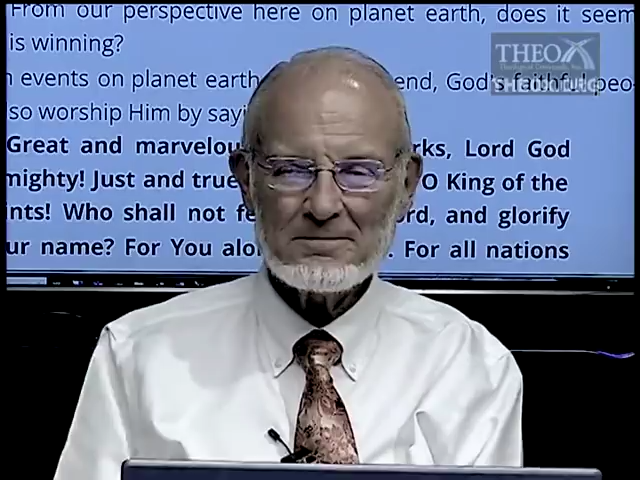 From our perspective here on planet earth, does it seem
is winning?
n events on planet earth end, God's faithful peo-
so worship Him by sayi
Great and marvelou rks, Lord God
mighty! Just and true O King of the
ints! Who shall not fe rd, and glorify
ur name? For You alo . For all nations
THEOX